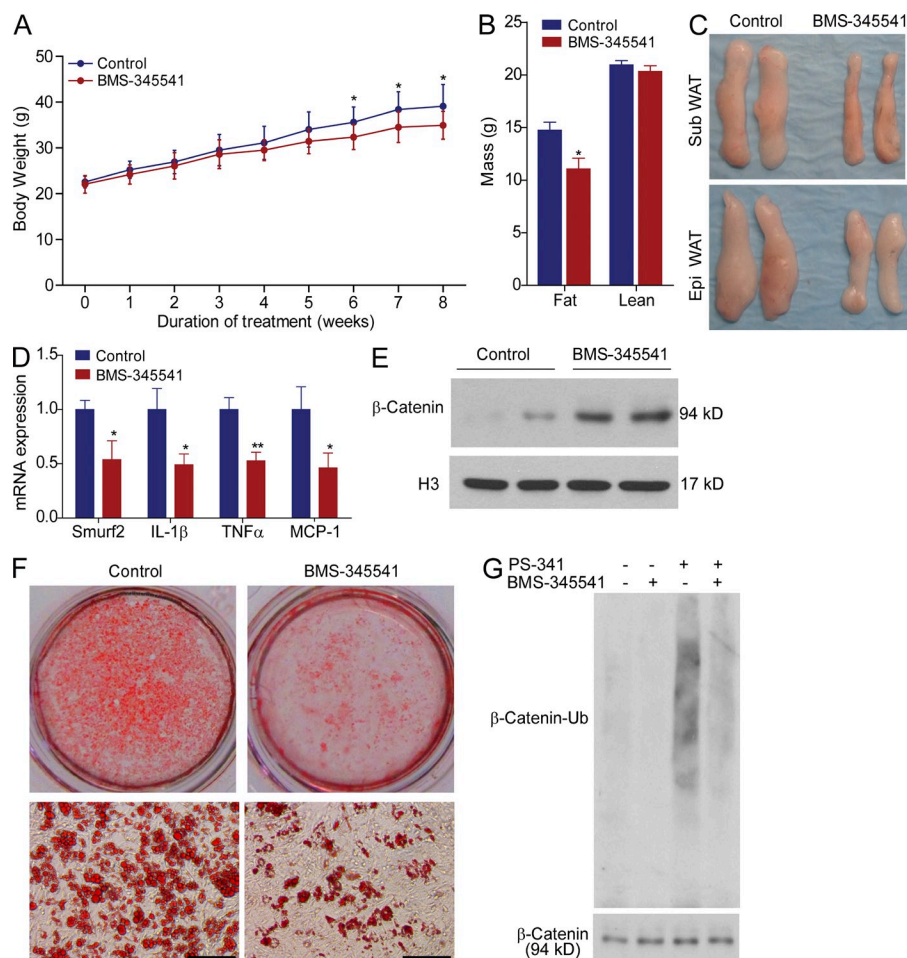 A
Control
BMS-345541
Body Weight (g)
50
40
30
20
10
0
* * *
0 1 2 3 4 5 6 7 8
Duration of treatment (weeks)
B
Control
BMS-345541
Mass (g)
25
20
15
10
5
0
*
Fat Lean
C
Control BMS-345541
Sub WAT
Epi WAT
D
Control
BMS-345541
mRNA expression
1.5
1.0
0.5
0.0
* * ** *
Smurf2 IL-1β TNFα MCP-1
E
Control BMS-345541
β-Catenin 94 kD
H3 17 kD
F
Control BMS-345541
G
PS-341 - - + +
BMS-345541 - + - +
β-Catenin-Ub
β-Catenin
(94 kD)